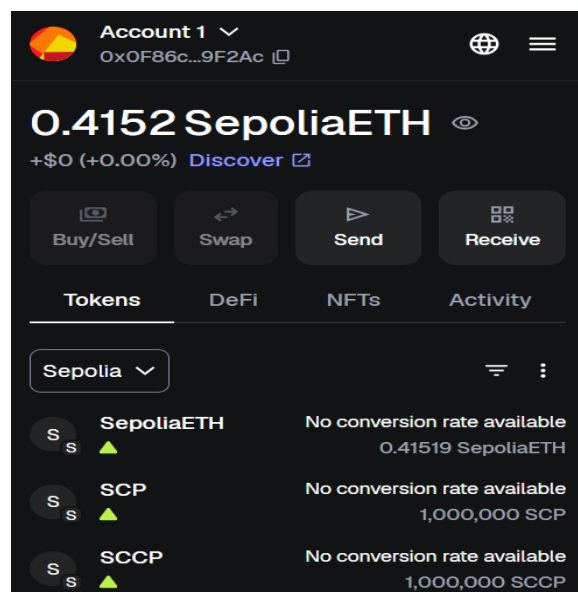 Account 1
0x0F86c...9F2Ac
0.4152 SepoliaETH
+$0 (+0.00%) Discover
Buy/Sell Swap Send Receive
Tokens DeFi NFTs Activity
Sepolia
S S SepoliaETH No conversion rate available
0.41519 SepoliaETH
S S SCP No conversion rate available
1,000,000 SCP
S S SCCP No conversion rate available
1,000,000 SCCP